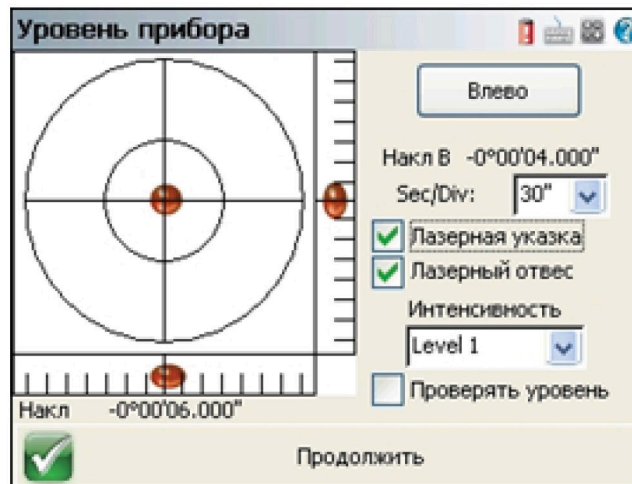 Уровень прибора
Влево
Накл В -0°00'04.000"
Sec/Div: 30"
Лазерная указка
Лазерный отвес
Интенсивность
Level 1
Проверять уровень
Накл -0°00'06.000"
Продолжить